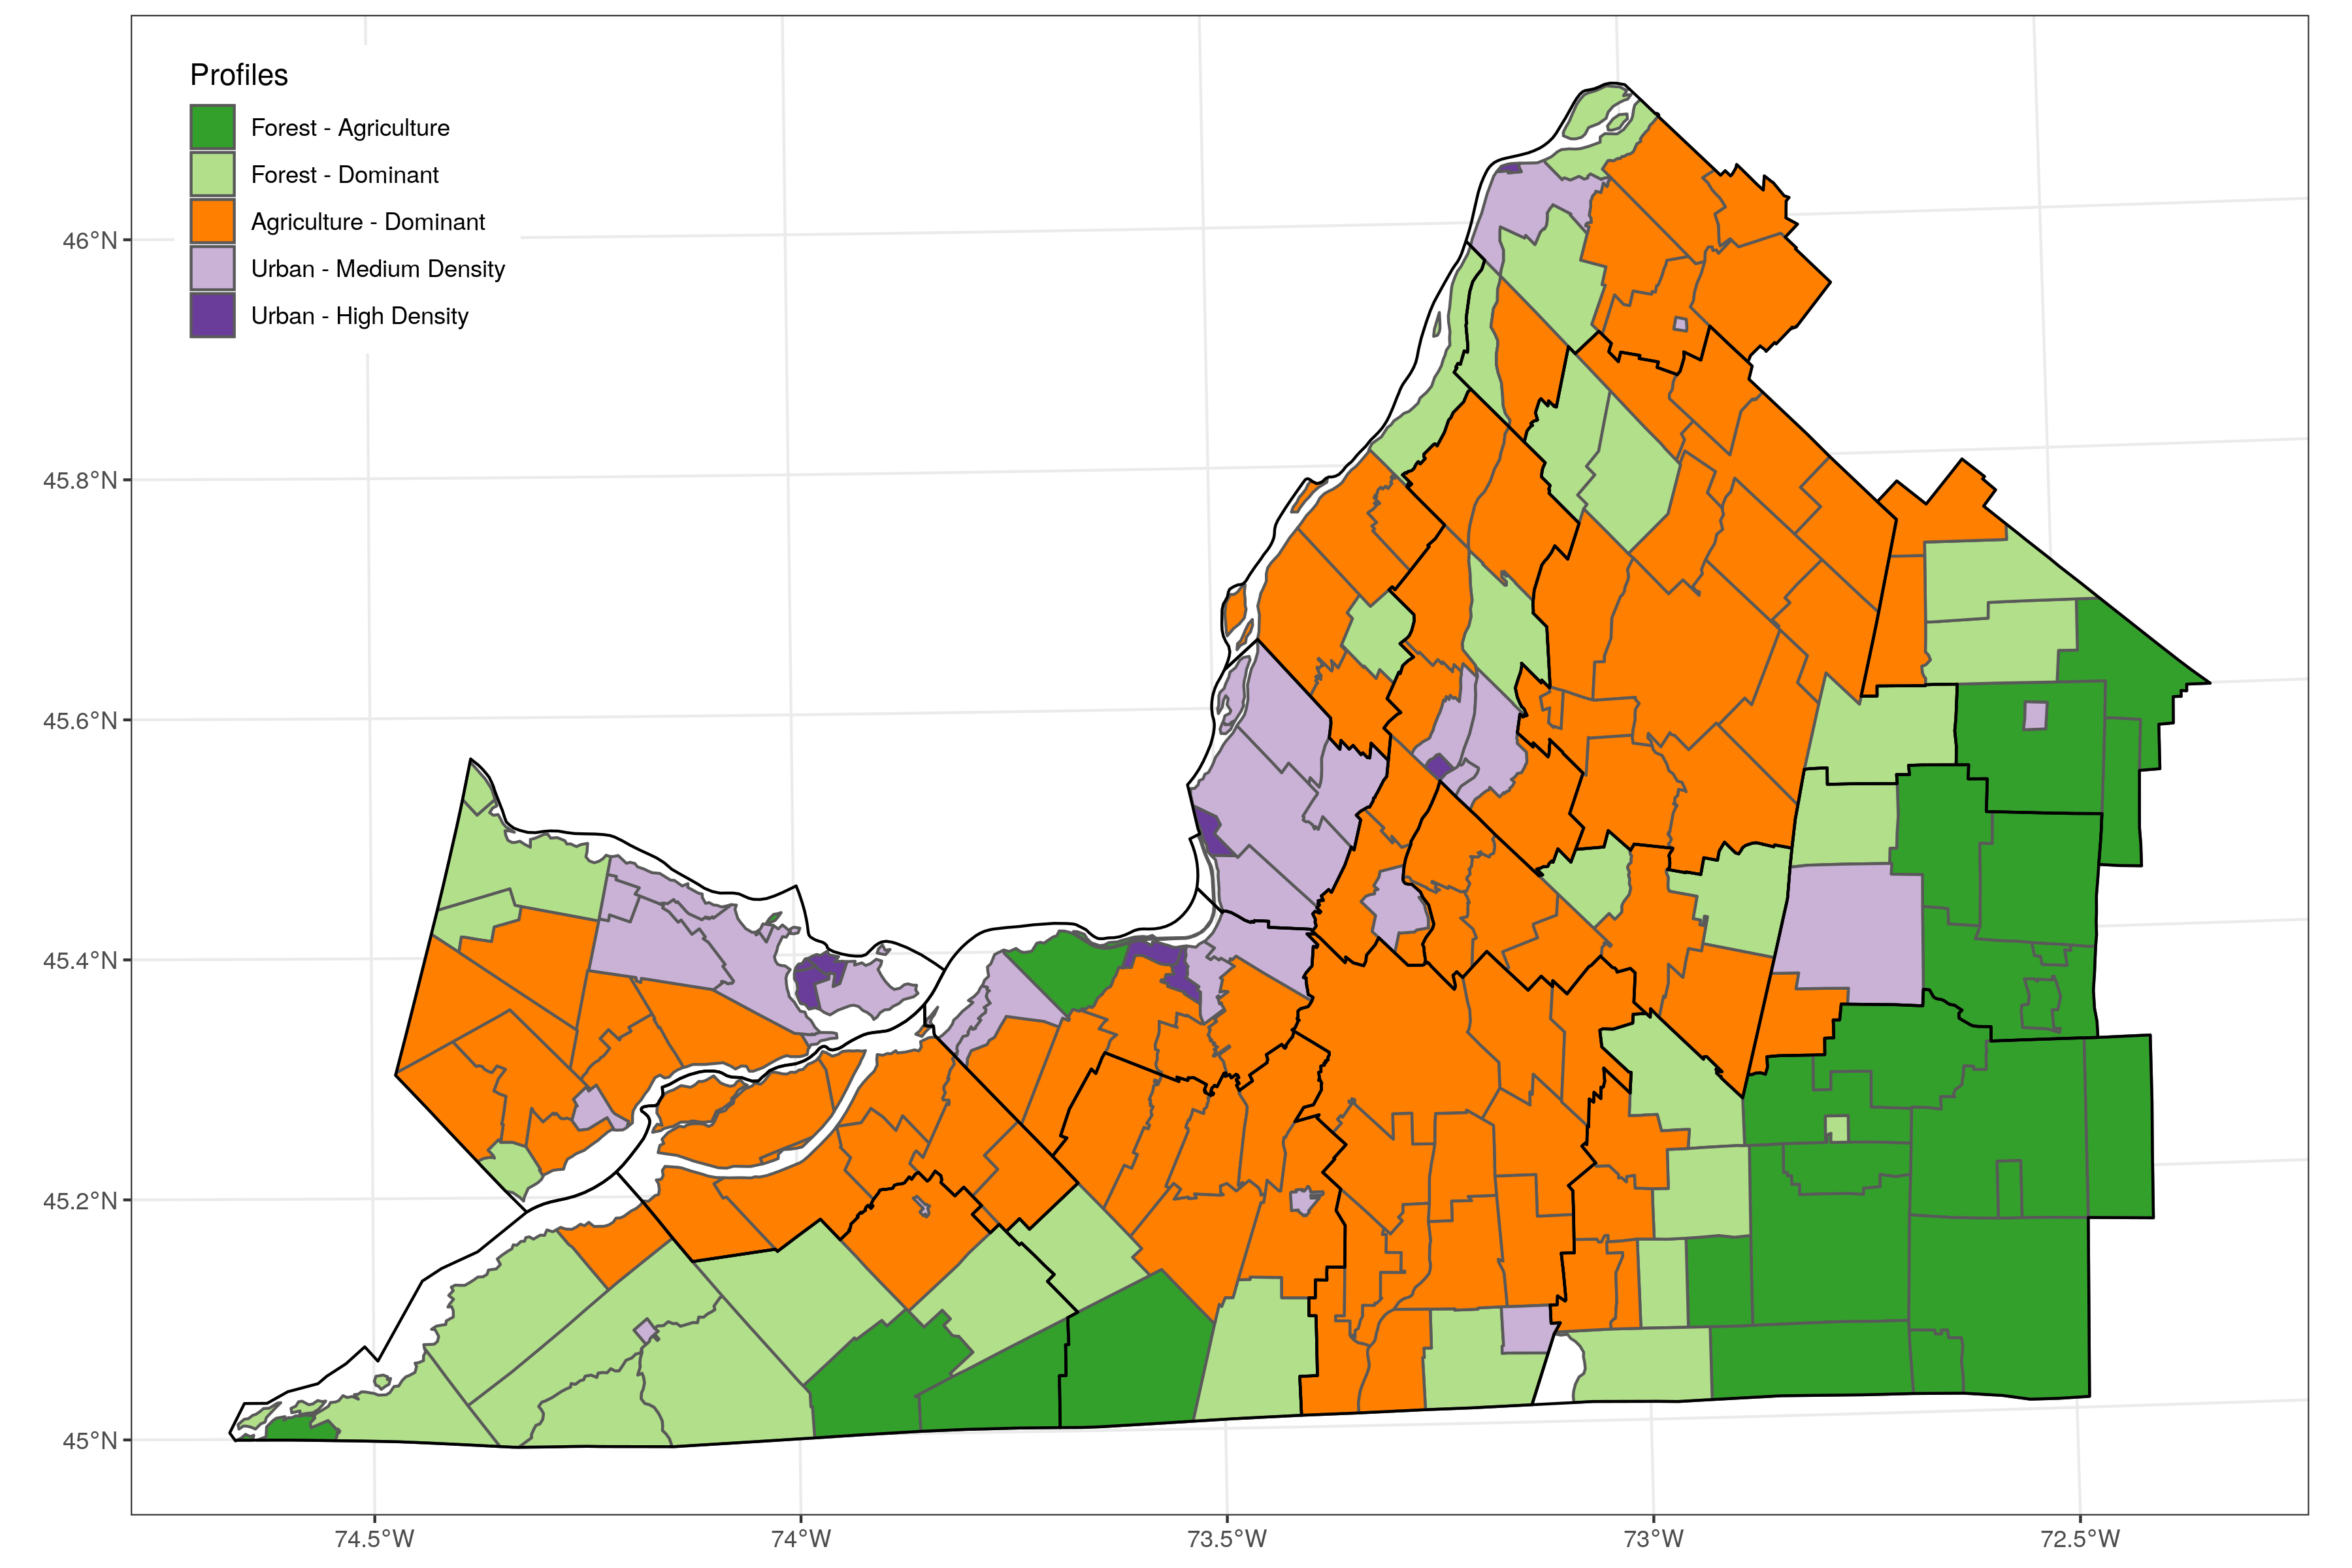 Profiles
Forest - Agriculture
Forest - Dominant
Agriculture - Dominant
Urban - Medium Density
Urban - High Density
46°N
45.8°N
45.6°N
45.4°N
45.2°N
45°N
74.5°W 74°W 73.5°W 73°W 72.5°W